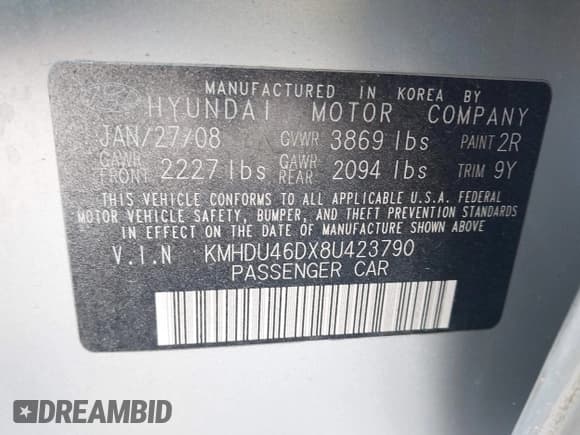 MANUFACTURED IN KOREA BY
HYUNDAI MOTOR COMPANY
JAN/27/08 GVWR 3869 lbs PAINT 2R
GAWR FRONT 2227 lbs GAWR REAR 2094 lbs TRIM 9Y
THIS VEHICLE CONFORMS TO ALL APPLICABLE U.S.A. FEDERAL
MOTOR VEHICLE SAFETY, BUMPER, AND THEFT PREVENTION STANDARDS
IN EFFECT ON THE DATE OF MANUFACTURE SHOWN ABOVE.
V.I.N KMHDU46DX8U423790
PASSENGER CAR
DREAMBID